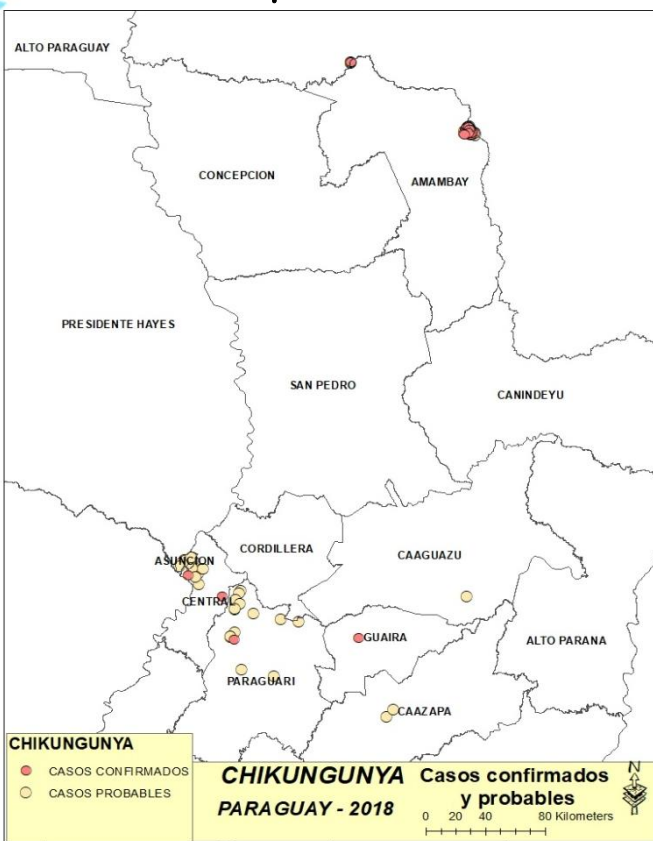 ALTO PARAGUAY
CONCEPCION
AMAMBAY
PRESIDENTE HAYES
SAN PEDRO
CANINDEYU
CORDILLERA
CAAGUAZU
ASUNCION
CENTRAL
GUAIRA
ALTO PARANA
PARAGUARI
CAAZAPA
CHIKUNGUNYA
CASOS CONFIRMADOS
CASOS PROBABLES
CHIKUNGUNYA
PARAGUAY - 2018
Casos confirmados
y probables
0 20 40 80 Kilometers
N